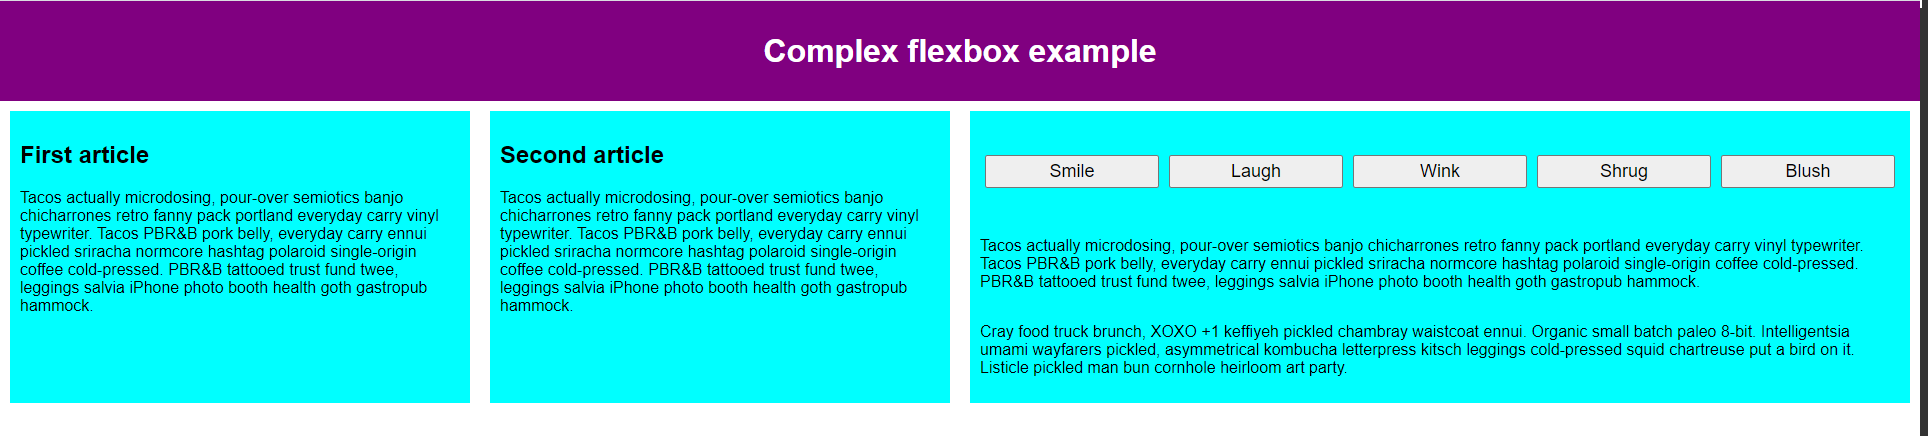 Complex flexbox example
First article
Tacos actually microdosing, pour-over semiotics banjo
chicharrones retro fanny pack portland everyday carry vinyl
typewriter. Tacos PBR&B pork belly, everyday carry ennui
pickled sriracha normcore hashtag polaroid single-origin
coffee cold-pressed. PBR&B tattooed trust fund twee,
leggings salvia iPhone photo booth health goth gastropub
hammock.
Second article
Tacos actually microdosing, pour-over semiotics banjo
chicharrones retro fanny pack portland everyday carry vinyl
typewriter. Tacos PBR&B pork belly, everyday carry ennui
pickled sriracha normcore hashtag polaroid single-origin
coffee cold-pressed. PBR&B tattooed trust fund twee,
leggings salvia iPhone photo booth health goth gastropub
hammock.
Smile Laugh Wink Shrug Blush
Tacos actually microdosing, pour-over semiotics banjo chicharrones retro fanny pack portland everyday carry vinyl typewriter.
Tacos PBR&B pork belly, everyday carry ennui pickled sriracha normcore hashtag polaroid single-origin coffee cold-pressed.
PBR&B tattooed trust fund twee, leggings salvia iPhone photo booth health goth gastropub hammock.
Cray food truck brunch, XOXO +1 keffiyeh pickled chambray waistcoat ennui. Organic small batch paleo 8-bit. Intelligentsia
umami wayfarers pickled, asymmetrical kombucha letterpress kitsch leggings cold-pressed squid chartreuse put a bird on it.
Listicle pickled man bun cornhole heirloom art party.